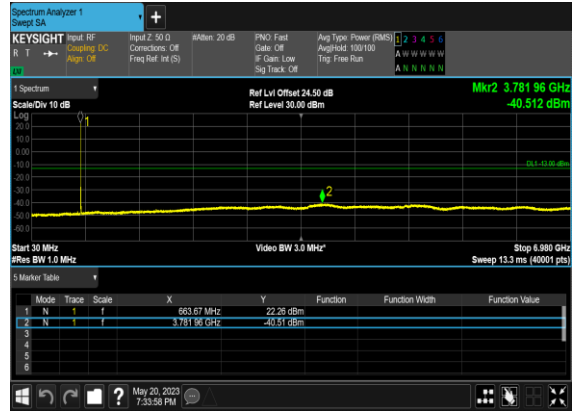 Spectrum Analyzer 1
Swept SA
+
KEYSIGHT Input: RF Input Z: 50 Ω #Atten: 20 dB PNO: Fast Avg Type: Power (RMS) 1 2 3 4 5 6
R T Coupling: DC Corrections: Off Gate: Off Avg|Hold: 100/100 A W W W W W
Align: Off Freq Ref: Int (S) IF Gain: Low Trig: Free Run
Sig Track: Off A N N N N N
1 Spectrum Ref Lvl Offset 24.50 dB Mkr2 3.781 96 GHz
Scale/Div 10 dB Ref Level 30.00 dBm -40.512 dBm
Log
20.0
10.0
0.00
-10.0
-20.0
-30.0
-40.0
-50.0
-60.0
1
DL1 -13.00 dBm
2
Start 30 MHz Video BW 3.0 MHz* Stop 6.980 GHz
#Res BW 1.0 MHz Sweep 13.3 ms (40001 pts)
5 Marker Table
Mode Trace Scale X Y Function Function Width Function Value
1 N 1 f 663.67 MHz 22.26 dBm
2 N 1 f 3.781 96 GHz -40.51 dBm
3
4
5
6
? May 20, 2023
7:33:58 PM